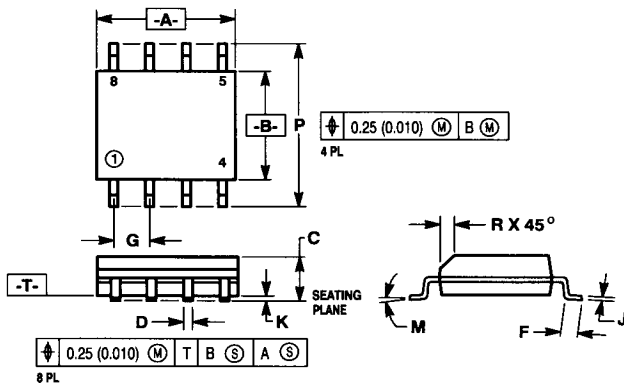 -A-
8 5
-B- P
⌖ 0.25 (0.010) Ⓜ B Ⓜ
4 PL
① 4
G
C
R X 45°
-T-
SEATING
PLANE
D K
M F J
⌖ 0.25 (0.010) Ⓜ T B Ⓢ A Ⓢ
8 PL